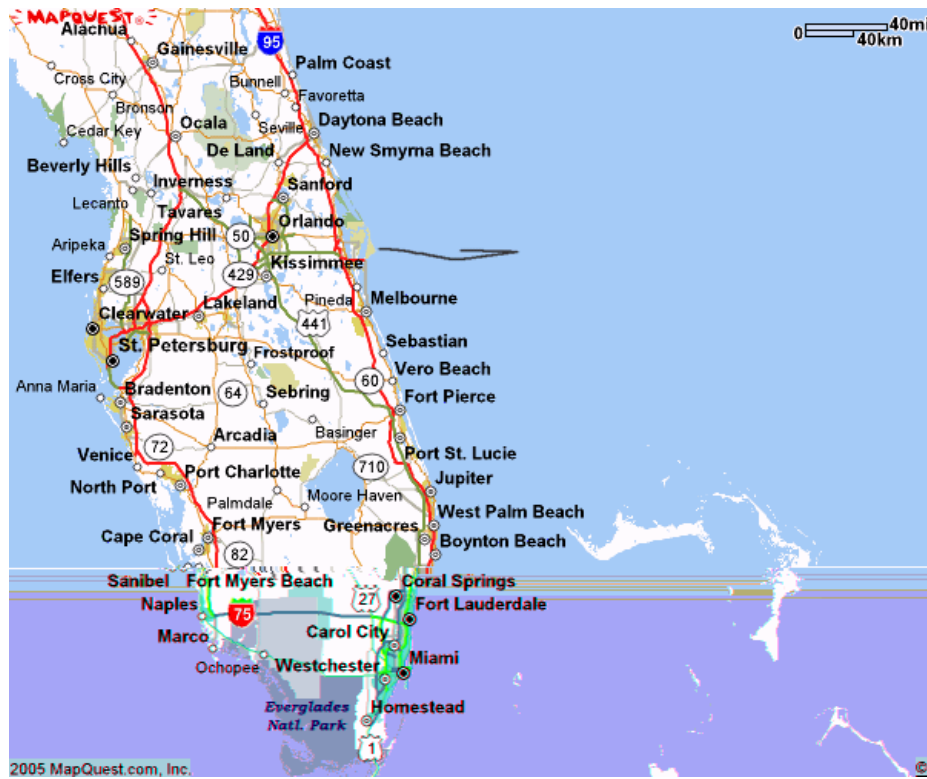 MAPQUEST®
Alachua
95
0 40mi
40km
Gainesville
Palm Coast
Cross City
Bunnell
Bronson
Favoretta
Cedar Key
Ocala
Seville
Daytona Beach
De Land
New Smyrna Beach
Beverly Hills
Inverness
Sanford
Lecanto
Tavares
Orlando
Spring Hill
50
Aripeka
St. Leo
Kissimmee
Elfers
589
429
Pineda
Melbourne
Clearwater
Lakeland
441
St. Petersburg
Frostproof
Sebastian
Vero Beach
Anna Maria
Bradenton
64
Sebring
60
Fort Pierce
Sarasota
Basinger
Venice
72
Arcadia
Port St. Lucie
710
North Port
Port Charlotte
Jupiter
Palmdale
Moore Haven
West Palm Beach
Cape Coral
Fort Myers
Greenacres
82
Boynton Beach
Sanibel
Fort Myers Beach
Coral Springs
Naples
75
27
Fort Lauderdale
Marco
Carol City
Ochopee
Westchester
Miami
Everglades
Natl. Park
Homestead
1
2005 MapQuest.com, Inc.
©